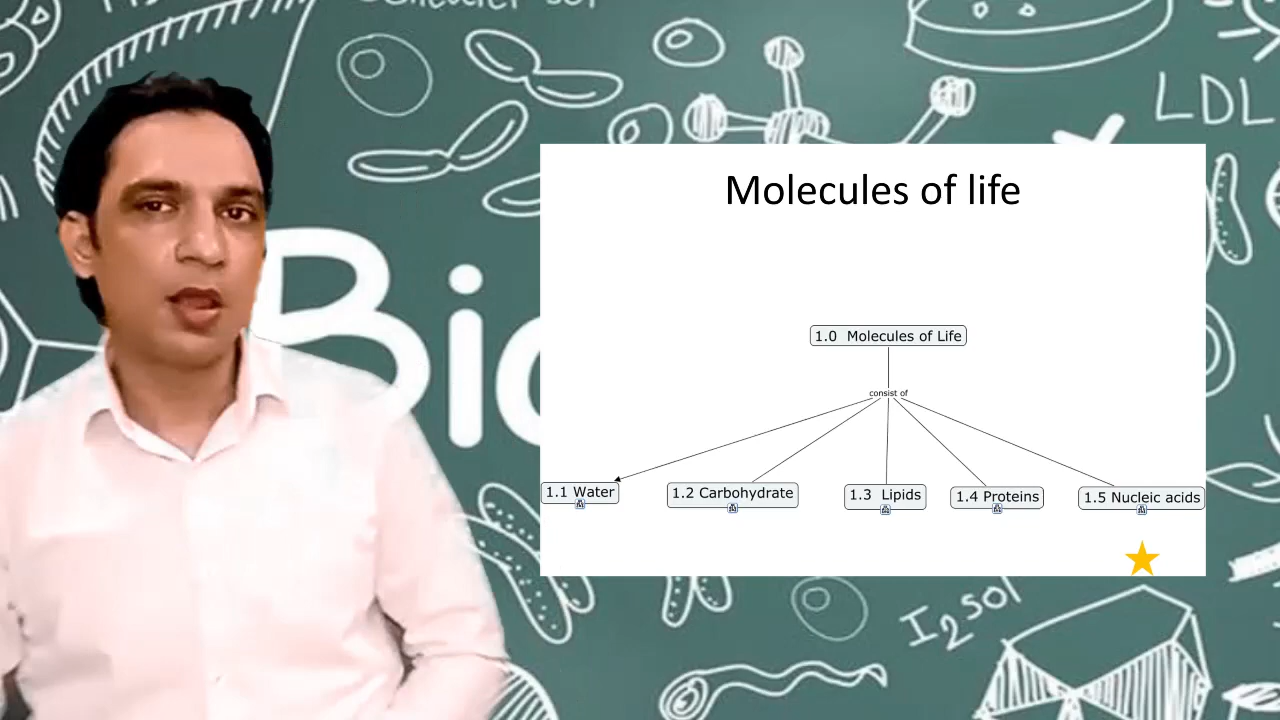 LDL
Bio
Molecules of life
1.0 Molecules of Life
consist of
1.1 Water
1.2 Carbohydrate
1.3 Lipids
1.4 Proteins
1.5 Nucleic acids
I2 sol